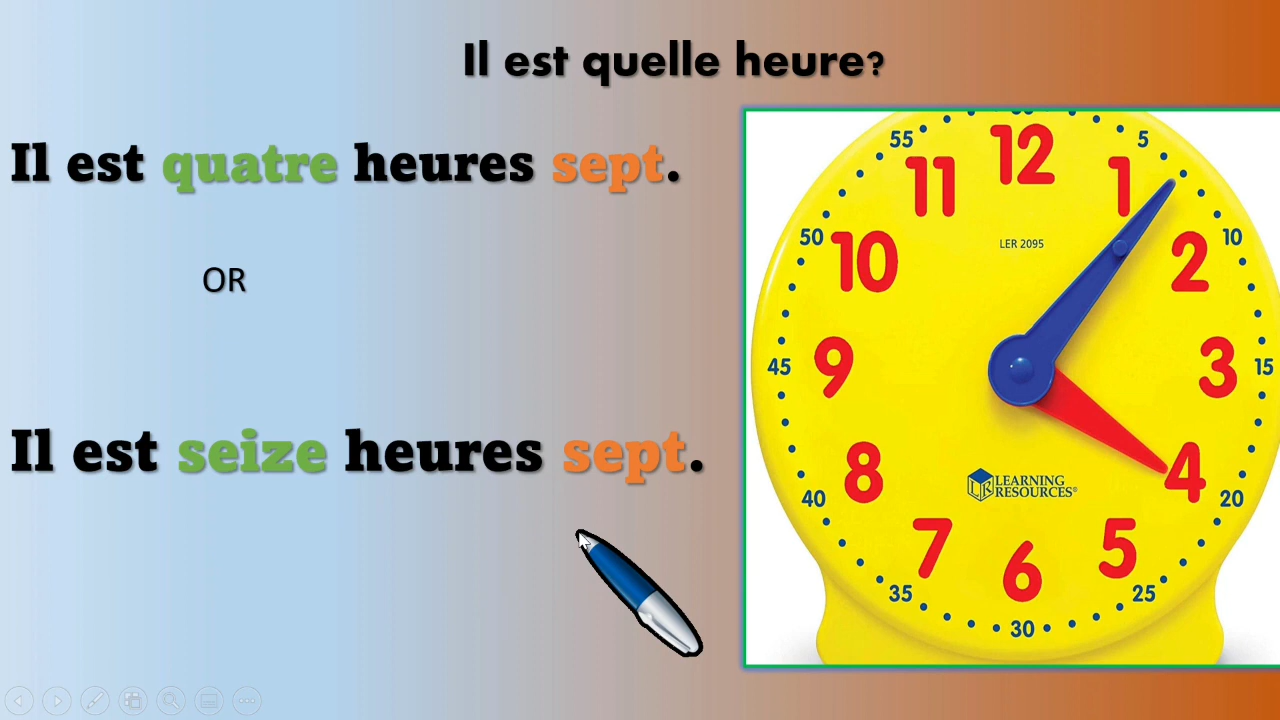 Il est quelle heure?
Il est quatre heures sept.
OR
Il est seize heures sept.
55 5
12
11 1
50 10
10 2
LER 2095
45 9 3 15
8 4
40 20
LEARNING
RESOURCES®
7 5
6
35 25
30